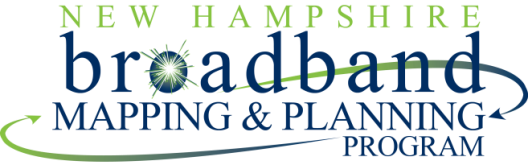 NEW HAMPSHIRE
broadband
MAPPING & PLANNING
PROGRAM